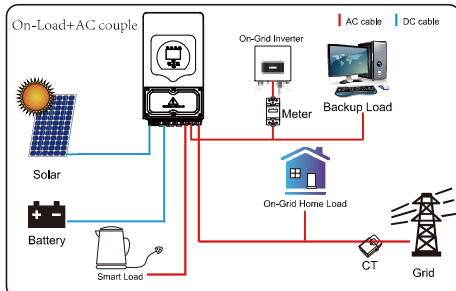 On-Load+AC couple
AC cable
DC cable
On-Grid Inverter
Meter
Backup Load
Solar
On-Grid Home Load
Battery
Smart Load
CT
Grid